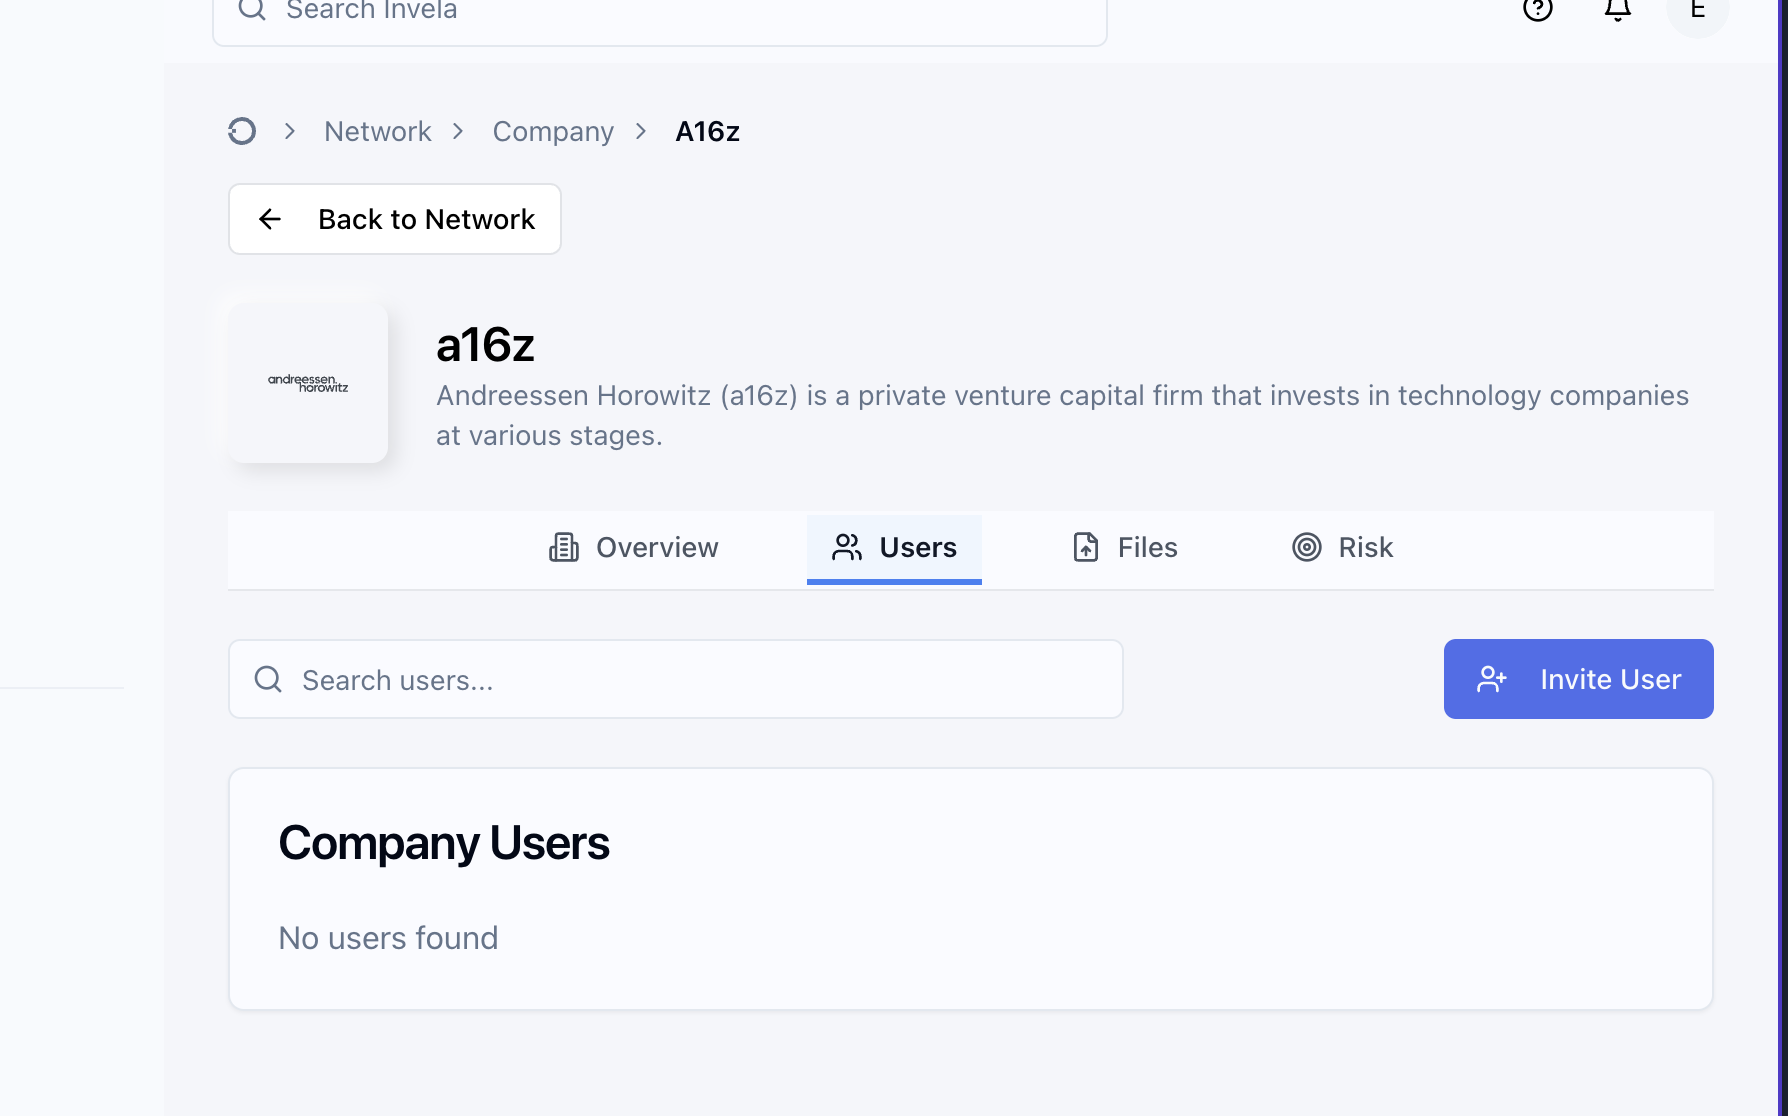 Search Invela
E
Network
Company
A16z
Back to Network
andreessen.
horowitz
a16z
Andreessen Horowitz (a16z) is a private venture capital firm that invests in technology companies
at various stages.
Overview
Users
Files
Risk
Search users...
Invite User
Company Users
No users found